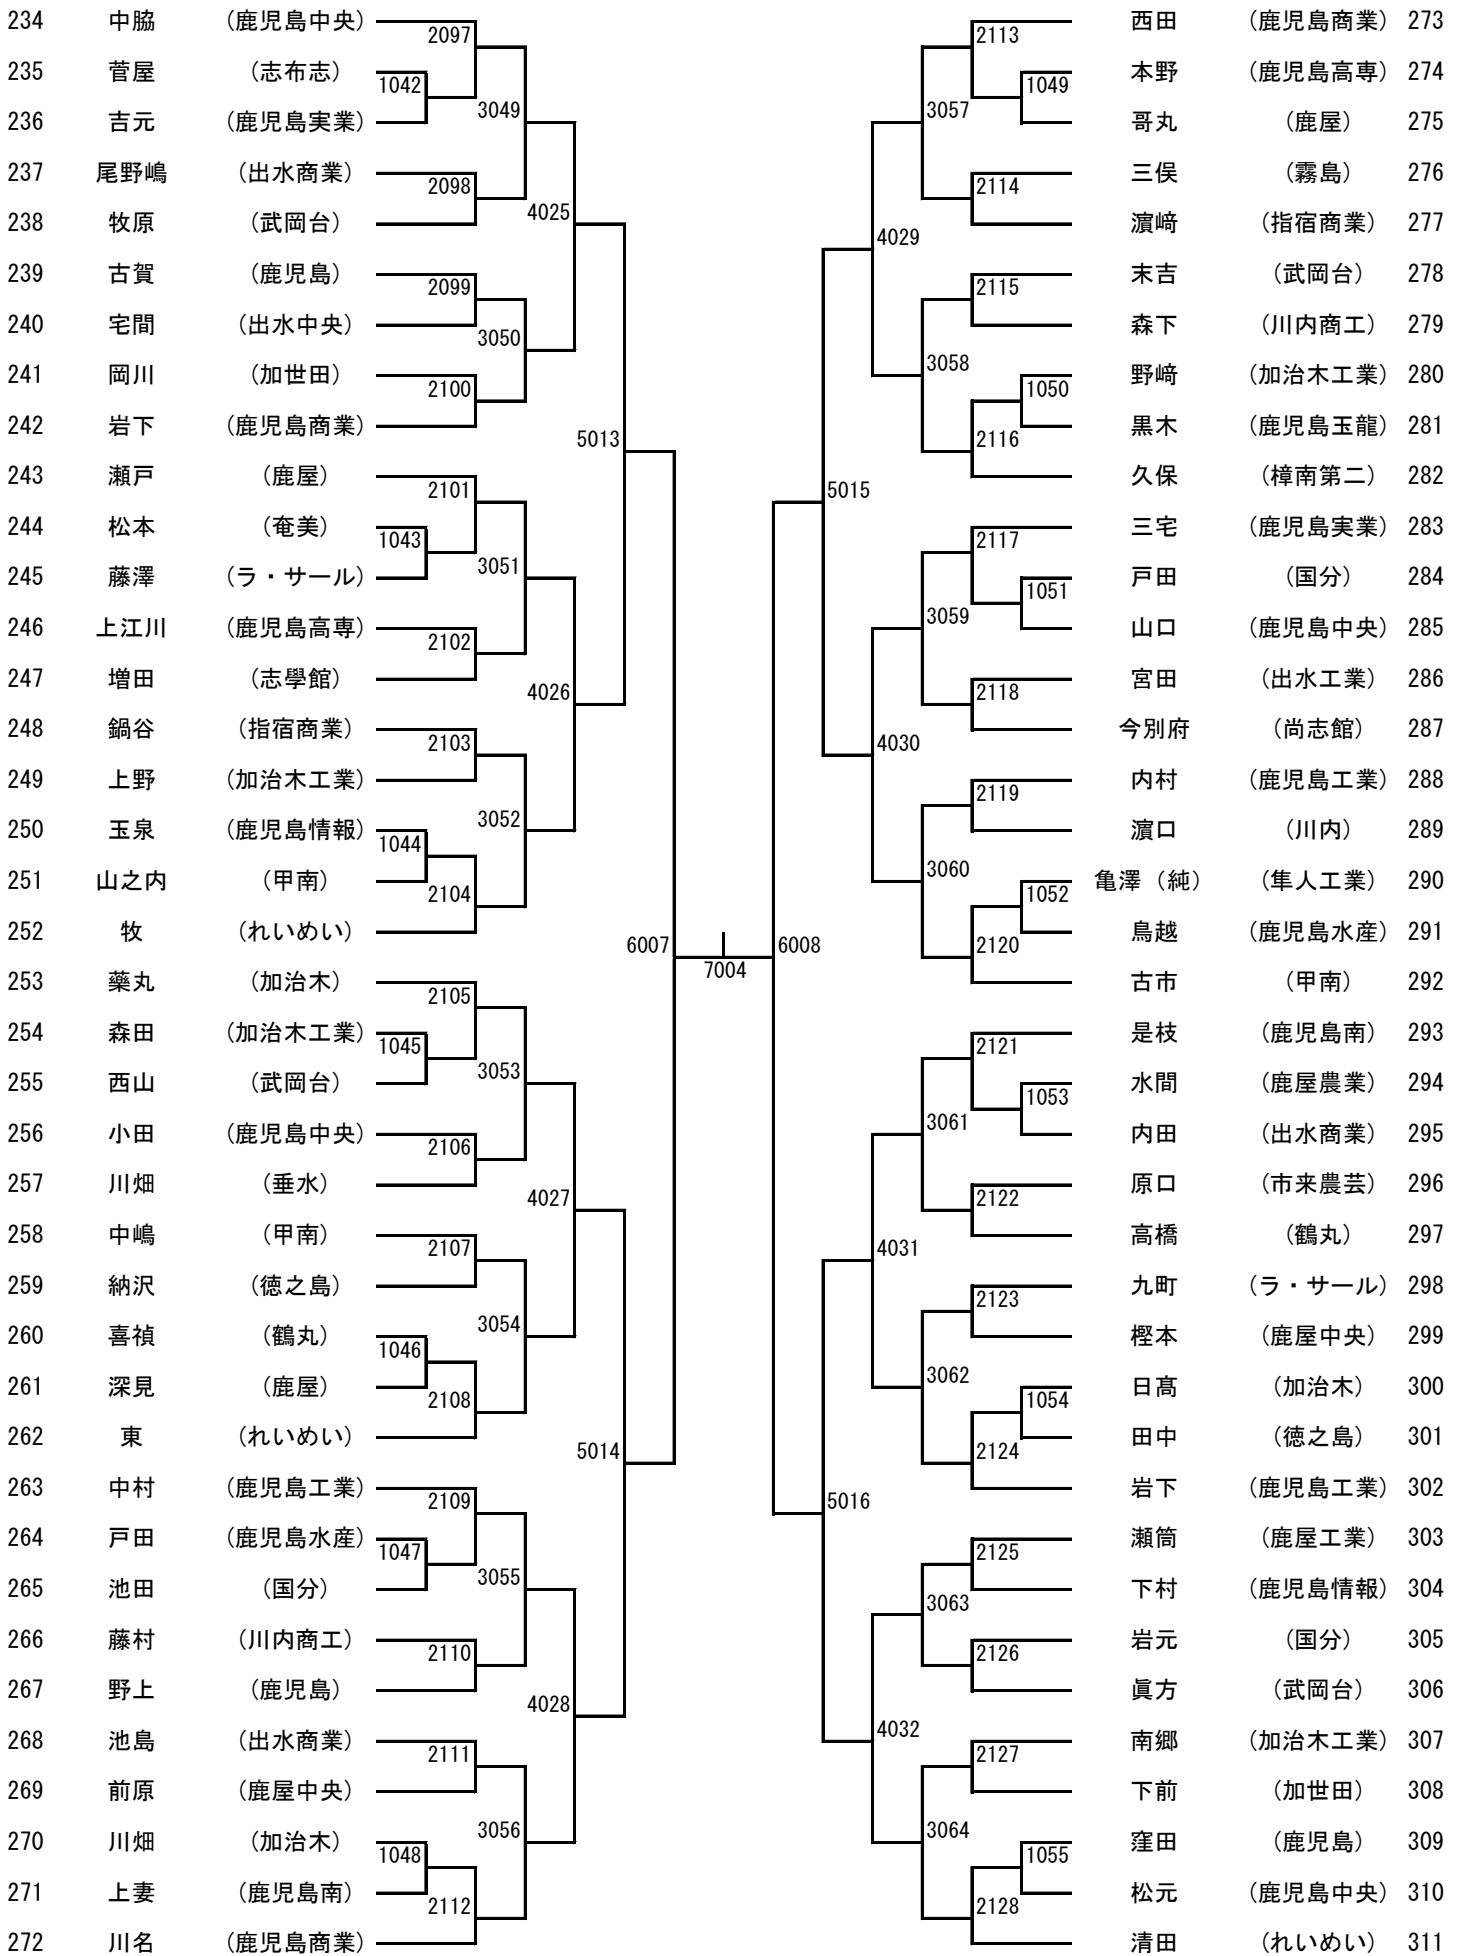 234 中脇 (鹿児島中央) 2097 2113 西田 (鹿児島商業) 273
235 菅屋 (志布志) 1042 1049 本野 (鹿児島高専) 274
3049 3057
236 吉元 (鹿児島実業) 哥丸 (鹿屋) 275
237 尾野嶋 (出水商業) 2098 2114 三俣 (霧島) 276
4025
238 牧原 (武岡台) 濵﨑 (指宿商業) 277
4029
239 古賀 (鹿児島) 2099 2115 末吉 (武岡台) 278
240 宅間 (出水中央) 森下 (川内商工) 279
3050 3058
241 岡川 (加世田) 2100 1050 野﨑 (加治木工業) 280
242 岩下 (鹿児島商業) 黒木 (鹿児島玉龍) 281
5013 2116
243 瀬戸 (鹿屋) 2101 5015 久保 (樟南第二) 282
244 松本 (奄美) 1043 2117 三宅 (鹿児島実業) 283
3051
245 藤澤 (ラ・サール) 1051 戸田 (国分) 284
3059
246 上江川 (鹿児島高専) 2102 山口 (鹿児島中央) 285
247 増田 (志學館) 4026 2118 宮田 (出水工業) 286
248 鍋谷 (指宿商業) 2103 4030 今別府 (尚志館) 287
249 上野 (加治木工業) 2119 内村 (鹿児島工業) 288
3052
250 玉泉 (鹿児島情報) 1044 濵口 (川内) 289
3060
251 山之内 (甲南) 2104 1052 亀澤（純） (隼人工業) 290
252 牧 (れいめい) 6007 6008 2120 鳥越 (鹿児島水産) 291
7004
253 藥丸 (加治木) 2105 古市 (甲南) 292
254 森田 (加治木工業) 1045 2121 是枝 (鹿児島南) 293
3053
255 西山 (武岡台) 1053 水間 (鹿屋農業) 294
3061
256 小田 (鹿児島中央) 2106 内田 (出水商業) 295
257 川畑 (垂水) 4027 2122 原口 (市来農芸) 296
258 中嶋 (甲南) 2107 4031 高橋 (鶴丸) 297
259 納沢 (徳之島) 2123 九町 (ラ・サール) 298
3054
260 喜禎 (鶴丸) 1046 樫本 (鹿屋中央) 299
3062
261 深見 (鹿屋) 2108 1054 日髙 (加治木) 300
262 東 (れいめい) 5014 2124 田中 (徳之島) 301
263 中村 (鹿児島工業) 2109 5016 岩下 (鹿児島工業) 302
264 戸田 (鹿児島水産) 1047 2125 瀬筒 (鹿屋工業) 303
3055
265 池田 (国分) 下村 (鹿児島情報) 304
3063
266 藤村 (川内商工) 2110 2126 岩元 (国分) 305
267 野上 (鹿児島) 4028 眞方 (武岡台) 306
4032
268 池島 (出水商業) 2111 2127 南郷 (加治木工業) 307
269 前原 (鹿屋中央) 下前 (加世田) 308
3056 3064
270 川畑 (加治木) 1048 1055 窪田 (鹿児島) 309
271 上妻 (鹿児島南) 2112 2128 松元 (鹿児島中央) 310
272 川名 (鹿児島商業) 清田 (れいめい) 311